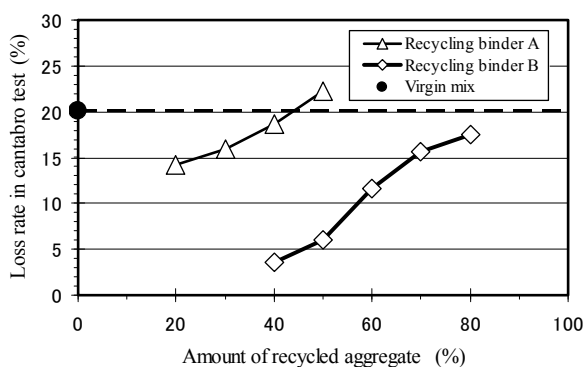 30
25
20
15
10
5
0
Loss rate in cantabro test (%)
Recycling binder A
Recycling binder B
Virgin mix
0 20 40 60 80 100
Amount of recycled aggregate (%)